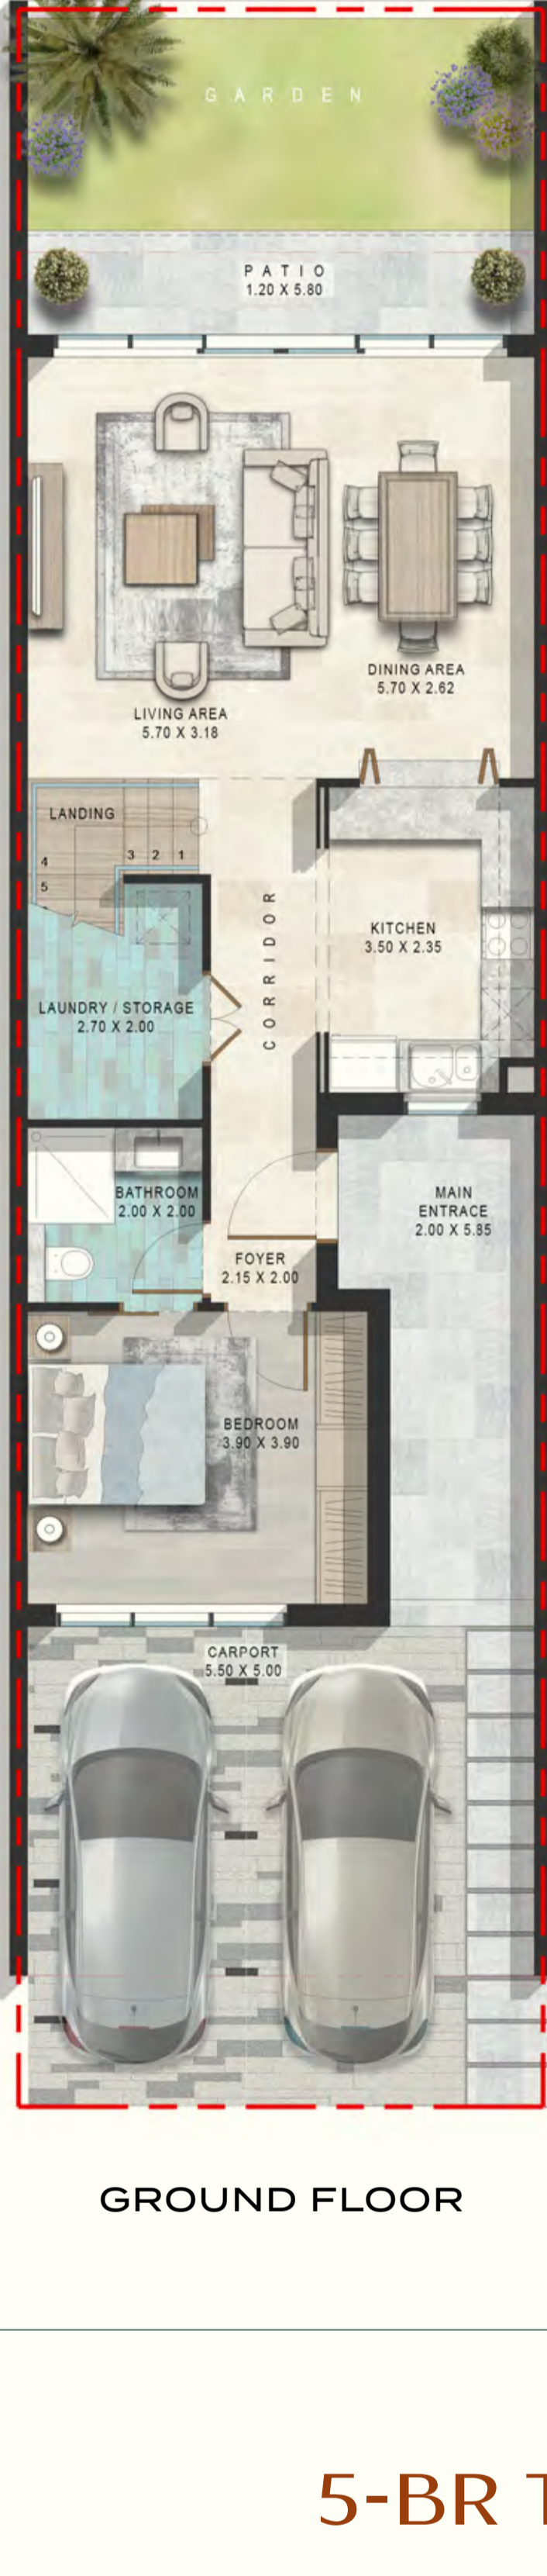 GARDEN
PATIO
1.20 X 5.80
DINING AREA
5.70 X 2.62
LIVING AREA
5.70 X 3.18
LANDING
3 2 1
4
5
CORRIDOR
KITCHEN
3.50 X 2.35
LAUNDRY / STORAGE
2.70 X 2.00
BATHROOM
2.00 X 2.00
MAIN
ENTRACE
2.00 X 5.85
FOYER
2.15 X 2.00
BEDROOM
3.90 X 3.90
CARPORT
5.50 X 5.00
GROUND FLOOR
5-BR T